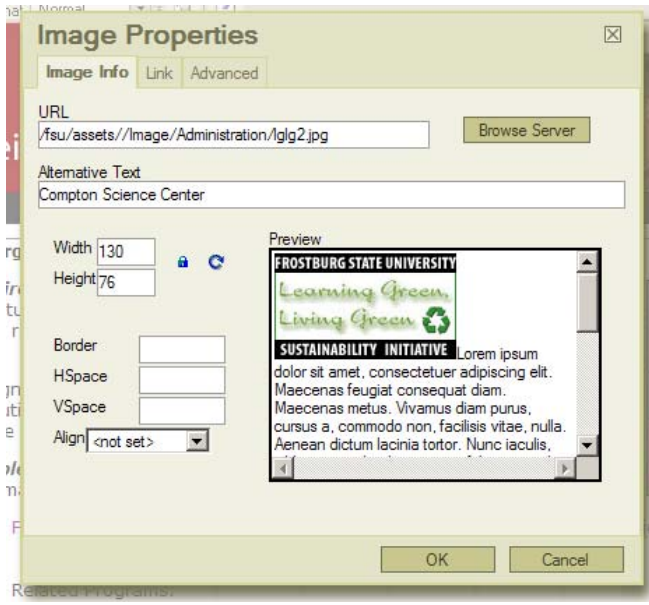 Normal
Image Properties
Image Info Link Advanced
URL
/fsu/assets//Image/Administration/lglg2.jpg
Browse Server
Alternative Text
Compton Science Center
Width 130
Height 76
Preview
FROSTBURG STATE UNIVERSITY
Learning Green,
Living Green
SUSTAINABILITY INITIATIVE Lorem ipsum
dolor sit amet, consectetuer adipiscing elit.
Maecenas feugiat consequat diam.
Maecenas metus. Vivamus diam purus,
cursus a, commodo non, facilisis vitae, nulla.
Aenean dictum lacinia tortor. Nunc iaculis,
Border
HSpace
VSpace
Align <not set>
OK Cancel
Related Programs: